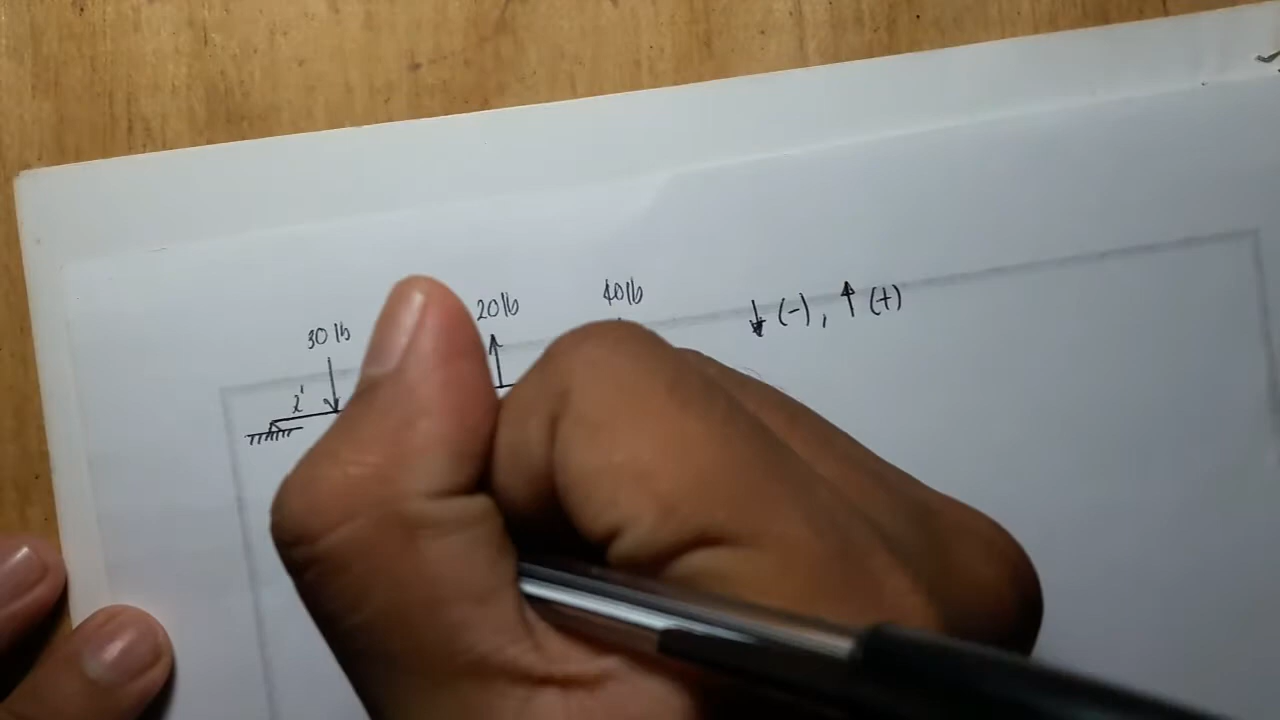 30 lb
20 lb
40 lb
↓ (-), ↑ (+)
2'